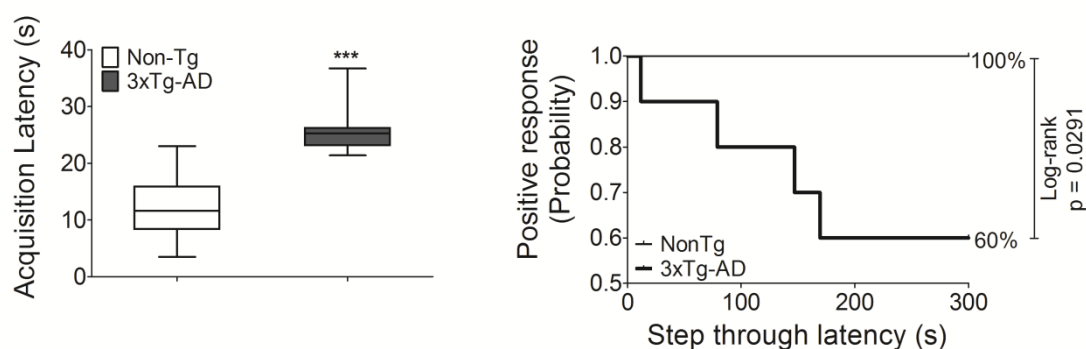 Acquisition Latency (s)
40
30
20
10
0
Non-Tg
3xTg-AD
***
Positive response
(Probability)
1.0
0.9
0.8
0.7
0.6
0.5
100%
60%
NonTg
3xTg-AD
0
100
200
300
Step through latency (s)
Log-rank
p = 0.0291